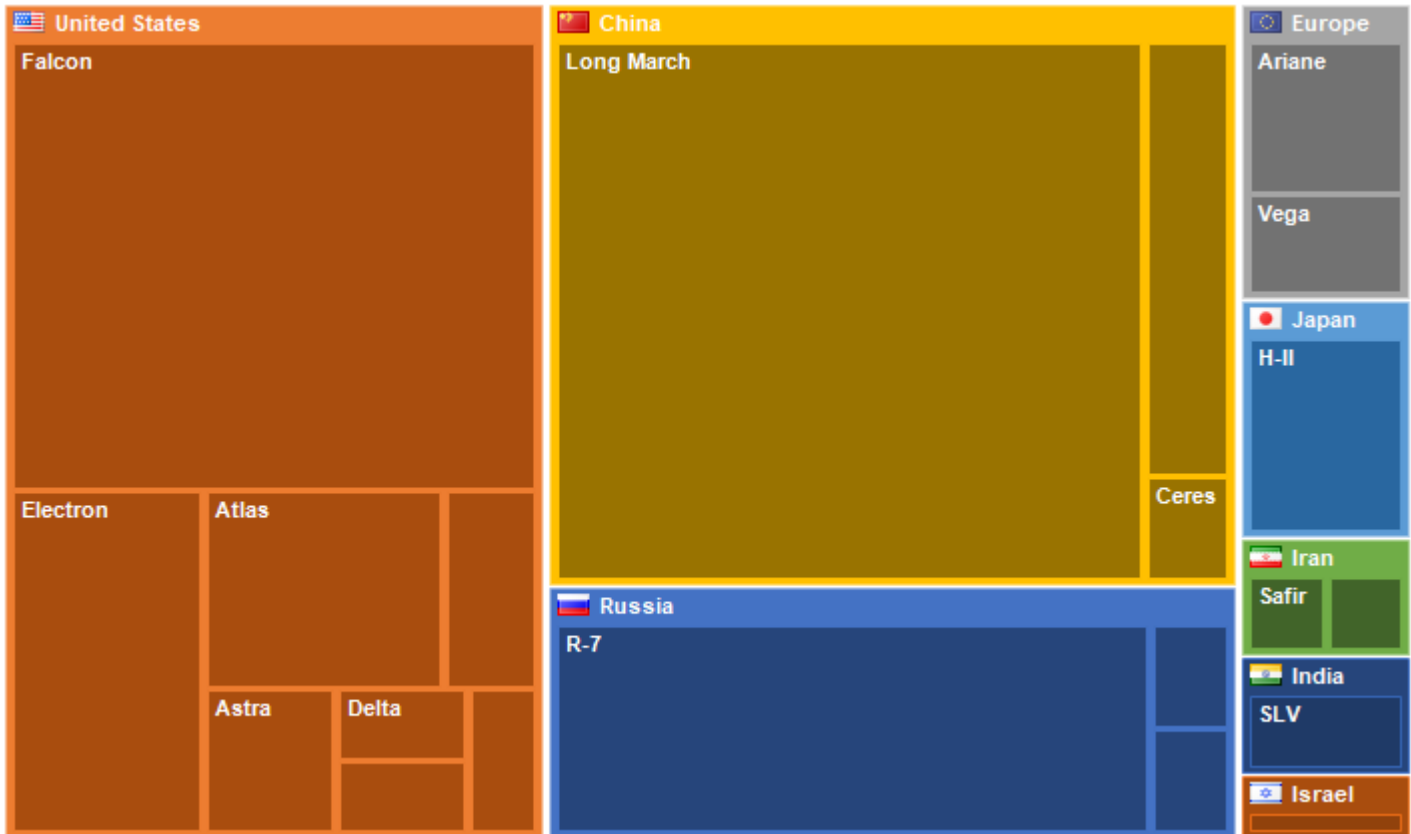 United States
Falcon
Electron
Atlas
Astra
Delta
China
Long March
Ceres
Russia
R-7
Europe
Ariane
Vega
Japan
H-II
Iran
Safir
India
SLV
Israel